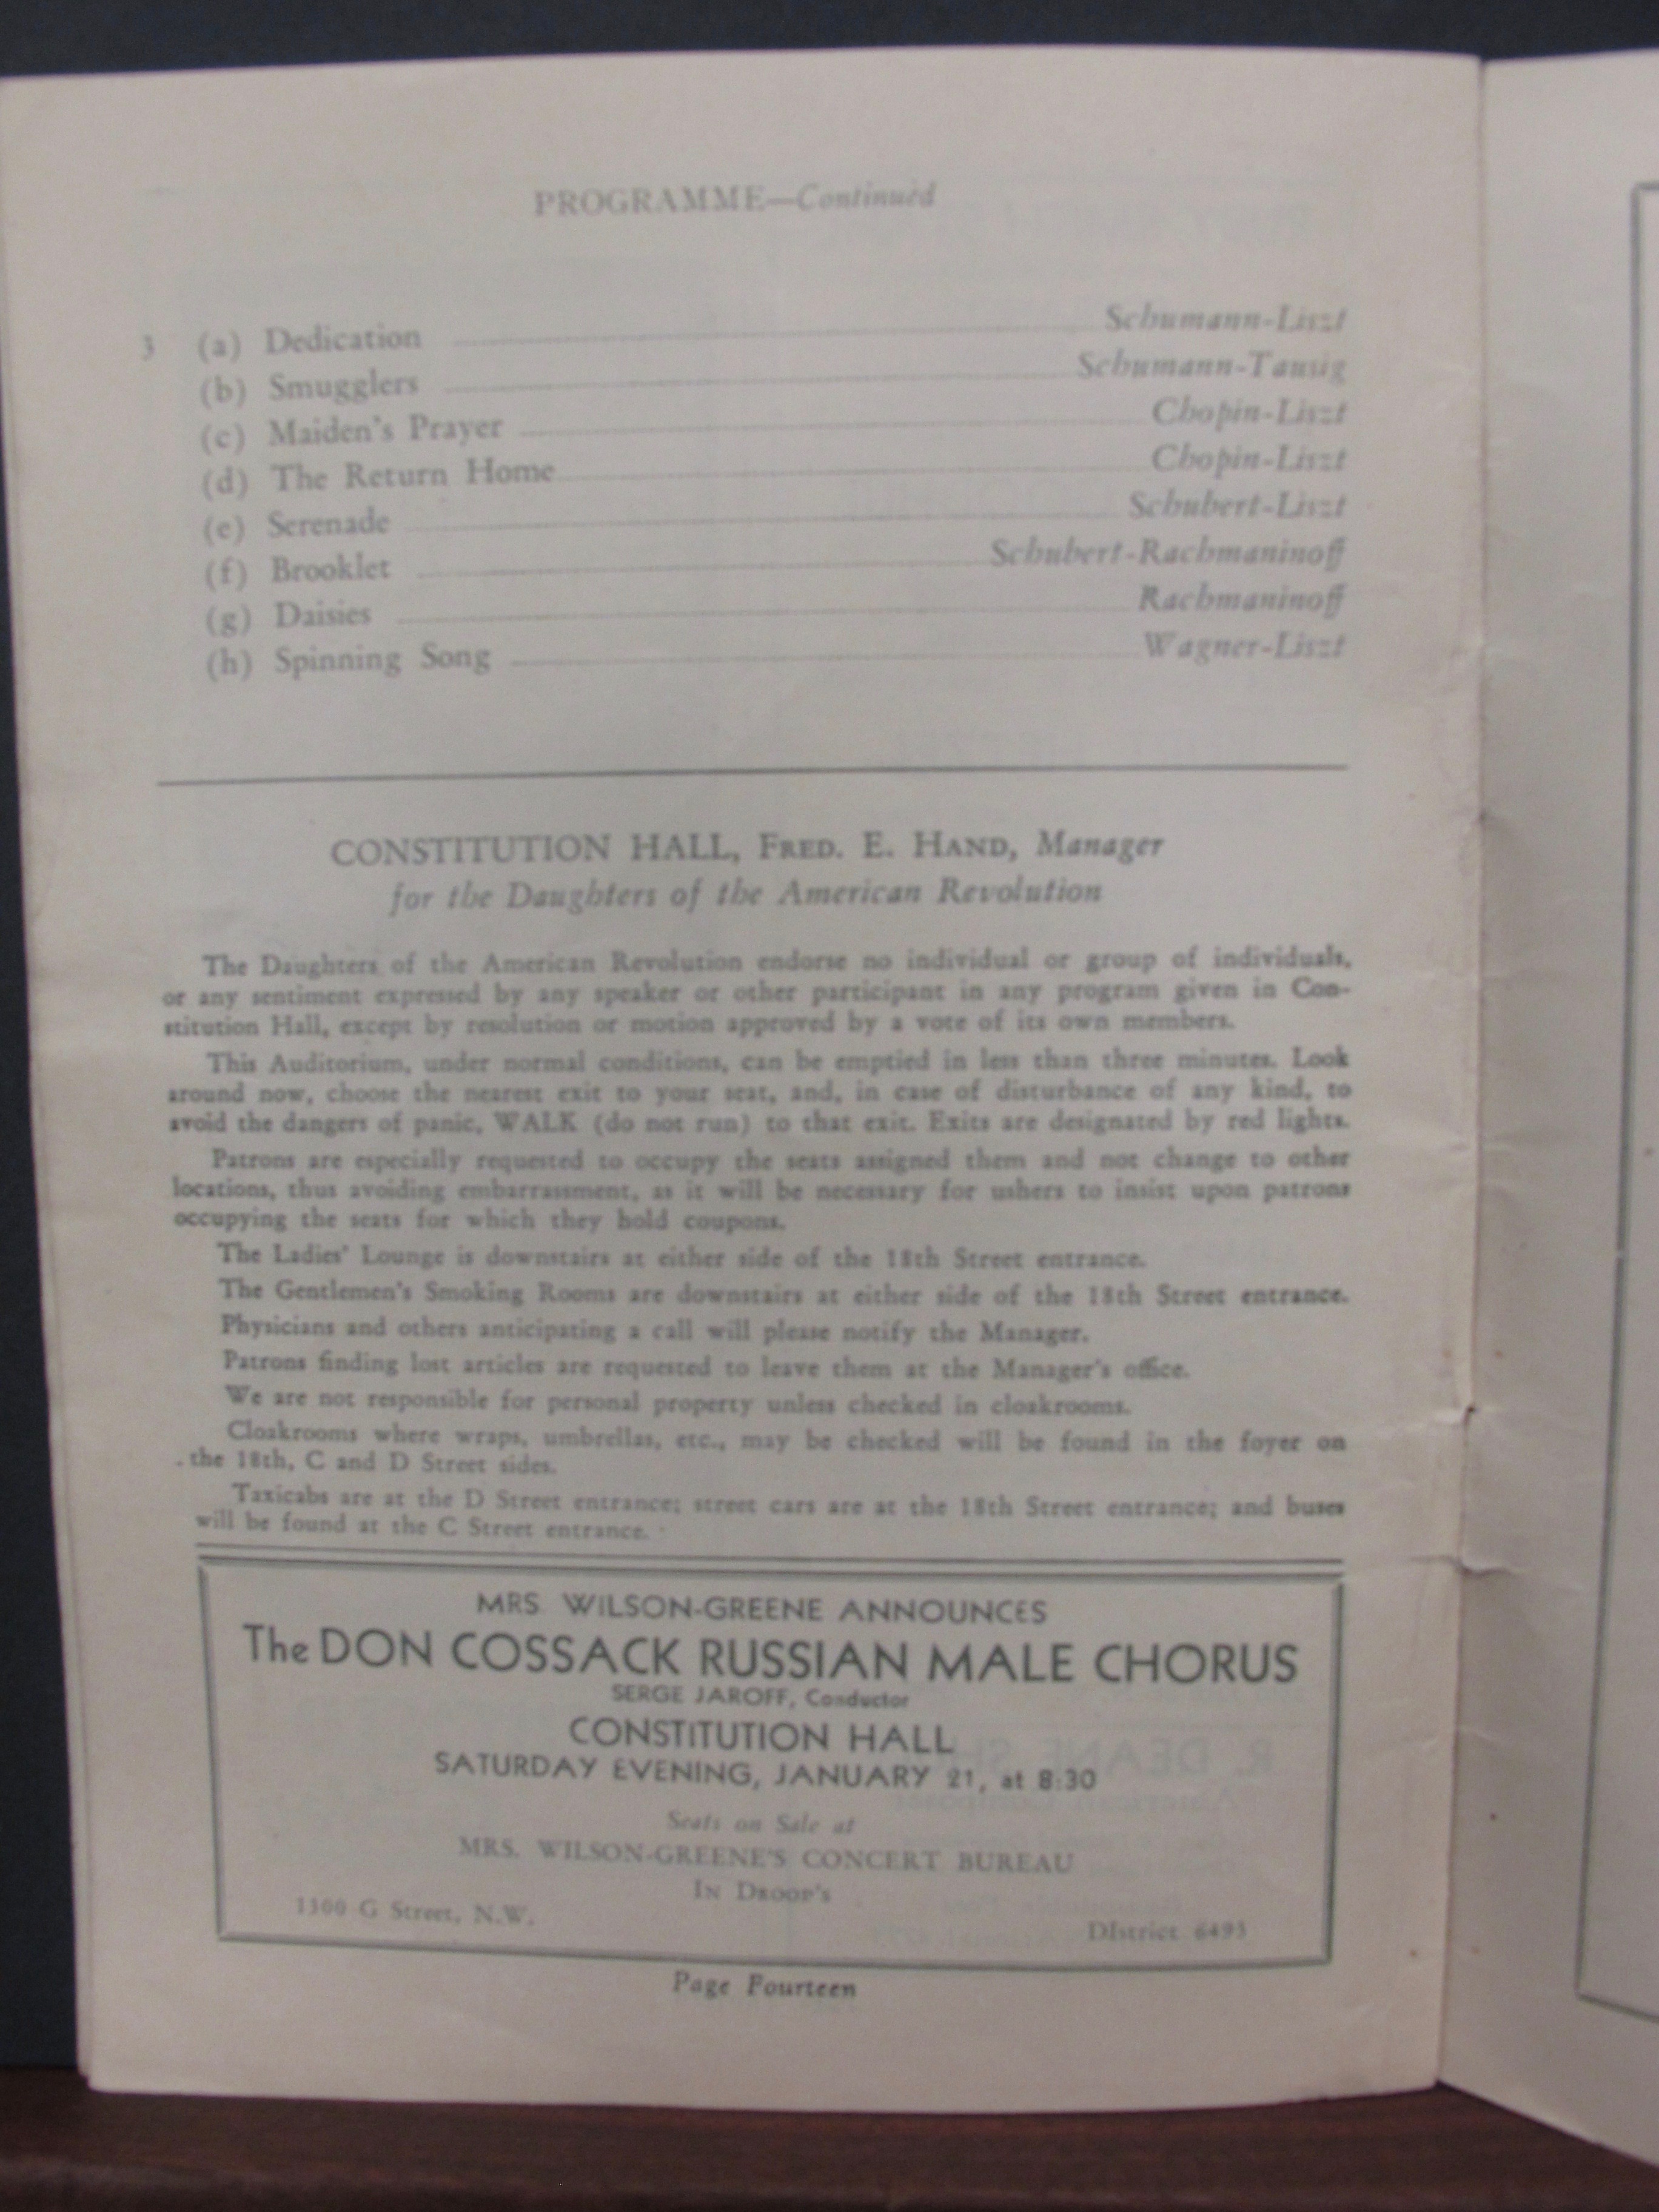 PROGRAMME—Continued
3 (a) Dedication Schumann-Liszt
(b) Smugglers Schumann-Tausig
(c) Maiden's Prayer Chopin-Liszt
(d) The Return Home Chopin-Liszt
(e) Serenade Schubert-Liszt
(f) Brooklet Schubert-Rachmaninoff
(g) Daisies Rachmaninoff
(h) Spinning Song Wagner-Liszt
CONSTITUTION HALL, FRED. E. HAND, Manager
for the Daughters of the American Revolution
The Daughters of the American Revolution endorse no individual or group of individuals,
or any sentiment expressed by any speaker or other participant in any program given in Con-
stitution Hall, except by resolution or motion approved by a vote of its own members.
This Auditorium, under normal conditions, can be emptied in less than three minutes. Look
around now, choose the nearest exit to your seat, and, in case of disturbance of any kind, to
avoid the dangers of panic, WALK (do not run) to that exit. Exits are designated by red lights.
Patrons are especially requested to occupy the seats assigned them and not change to other
locations, thus avoiding embarrassment, as it will be necessary for ushers to insist upon patrons
occupying the seats for which they hold coupons.
The Ladies' Lounge is downstairs at either side of the 18th Street entrance.
The Gentlemen's Smoking Rooms are downstairs at either side of the 18th Street entrance.
Physicians and others anticipating a call will please notify the Manager.
Patrons finding lost articles are requested to leave them at the Manager's office.
We are not responsible for personal property unless checked in cloakrooms.
Cloakrooms where wraps, umbrellas, etc., may be checked will be found in the foyer on
the 18th, C and D Street sides.
Taxicabs are at the D Street entrance; street cars are at the 18th Street entrance; and buses
will be found at the C Street entrance.
MRS. WILSON-GREENE ANNOUNCES
The DON COSSACK RUSSIAN MALE CHORUS
SERGE JAROFF, Conductor
CONSTITUTION HALL
SATURDAY EVENING, JANUARY 21, at 8:30
Seats on Sale at
MRS. WILSON-GREENE'S CONCERT BUREAU
IN DROOP'S
1300 G Street, N.W. DIstrict 6493
Page Fourteen